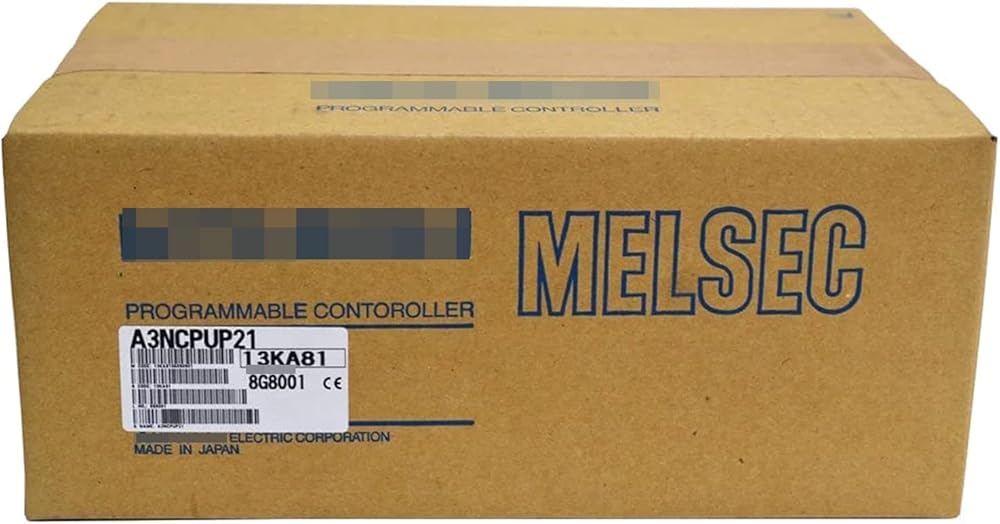 PROGRAMMABLE CONTROLLER
MELSEC
PROGRAMMABLE CONTOROLLER
A3NCPUP21
13KA81
8G8001 CE
ELECTRIC CORPORATION
MADE IN JAPAN